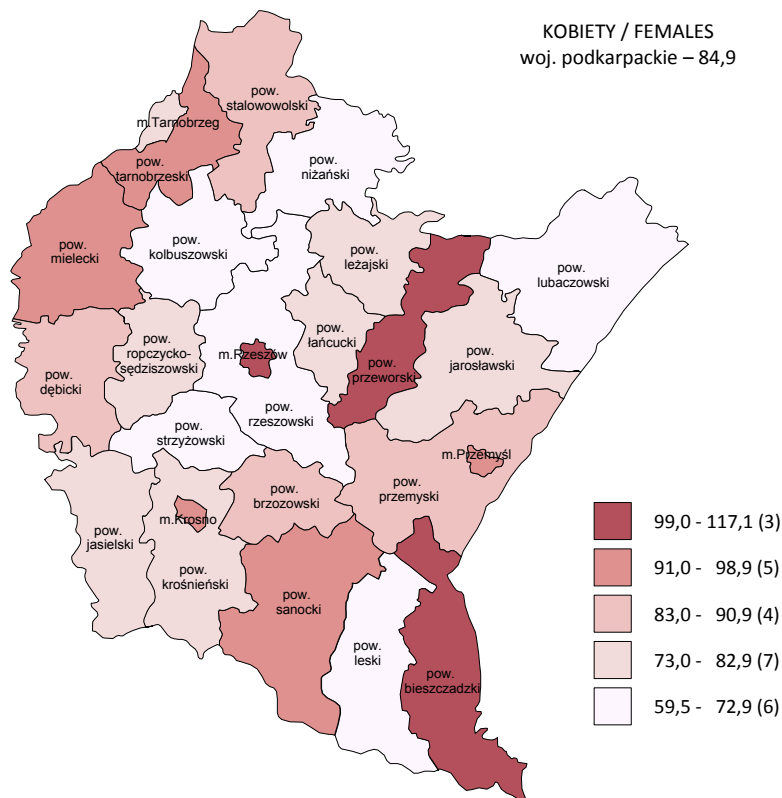 KOBIETY / FEMALES
woj. podkarpackie – 84,9
pow.
stalowowolski
m.Tarnobrzeg
pow.
tarnobrzeski
pow.
niżański
pow.
mielecki
pow.
kolbuszowski
pow.
leżajski
pow.
lubaczowski
pow.
ropczycko-
sędziszowski
m.Rzeszów
pow.
łańcucki
pow.
przeworski
pow.
jarosławski
pow.
dębicki
pow.
rzeszowski
pow.
strzyżowski
m.Przemyśl
pow.
przemyski
pow.
brzozowski
m.Krosno
pow.
jasielski
pow.
krośnieński
pow.
sanocki
pow.
leski
pow.
bieszczadzki
99,0 - 117,1 (3)
91,0 - 98,9 (5)
83,0 - 90,9 (4)
73,0 - 82,9 (7)
59,5 - 72,9 (6)